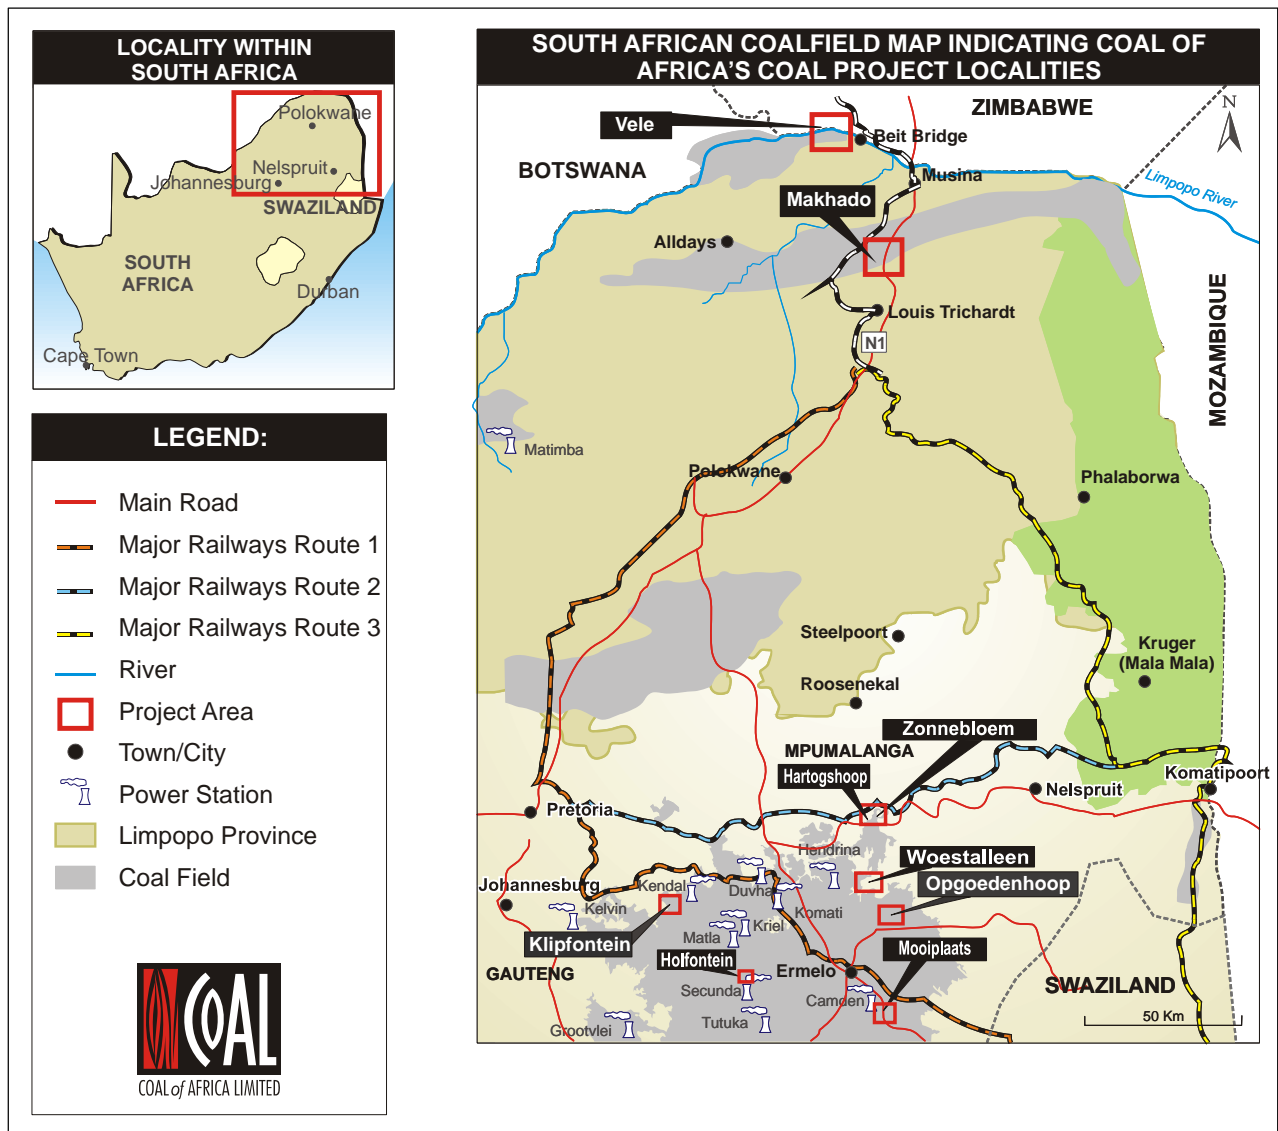 LOCALITY WITHIN
SOUTH AFRICA
Polokwane
Nelspruit
Johannesburg
SWAZILAND
SOUTH
AFRICA
Durban
Cape Town
LEGEND:
Main Road
Major Railways Route 1
Major Railways Route 2
Major Railways Route 3
River
Project Area
Town/City
Power Station
Limpopo Province
Coal Field
COAL
COAL of AFRICA LIMITED
SOUTH AFRICAN COALFIELD MAP INDICATING COAL OF
AFRICA'S COAL PROJECT LOCALITIES
ZIMBABWE
N
Vele
Beit Bridge
BOTSWANA
Musina
Limpopo River
Makhado
Alldays
MOZAMBIQUE
Louis Trichardt
N1
Matimba
Polokwane
Phalaborwa
Steelpoort
Kruger
(Mala Mala)
Roosenekal
Zonnebloem
MPUMALANGA
Hartogshoop
Komatipoort
Nelspruit
Pretoria
Hendrina
Woestalleen
Opgoedenhoop
Johannesburg
Kendal
Duvha
Kelvin
Komati
Kriel
Matla
Klipfontein
Holfontein
Mooiplaats
GAUTENG
Ermelo
SWAZILAND
Secunda
Camden
Tutuka
Grootvlei
50 Km